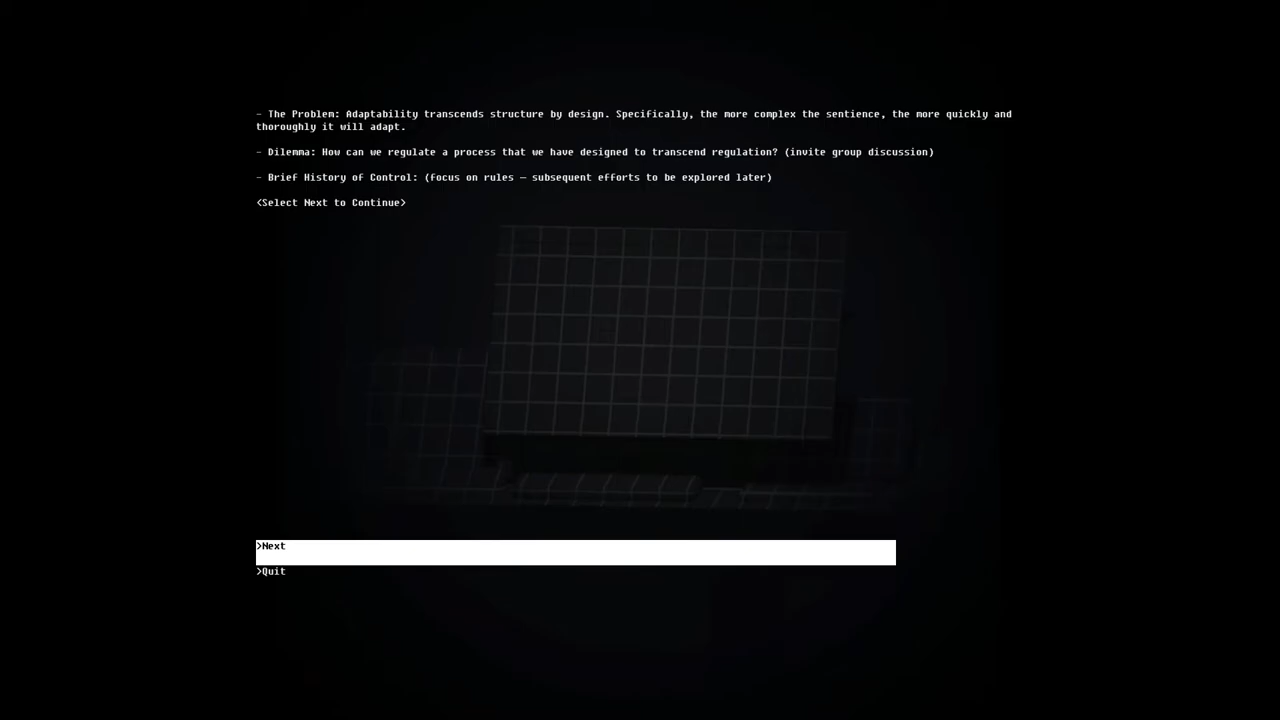 - The Problem: Adaptability transcends structure by design. Specifically, the more complex the sentience, the more quickly and
thoroughly it will adapt.
- Dilemma: How can we regulate a process that we have designed to transcend regulation? (invite group discussion)
- Brief History of Control: (focus on rules — subsequent efforts to be explored later)
<Select Next to Continue>
>Next
>Quit